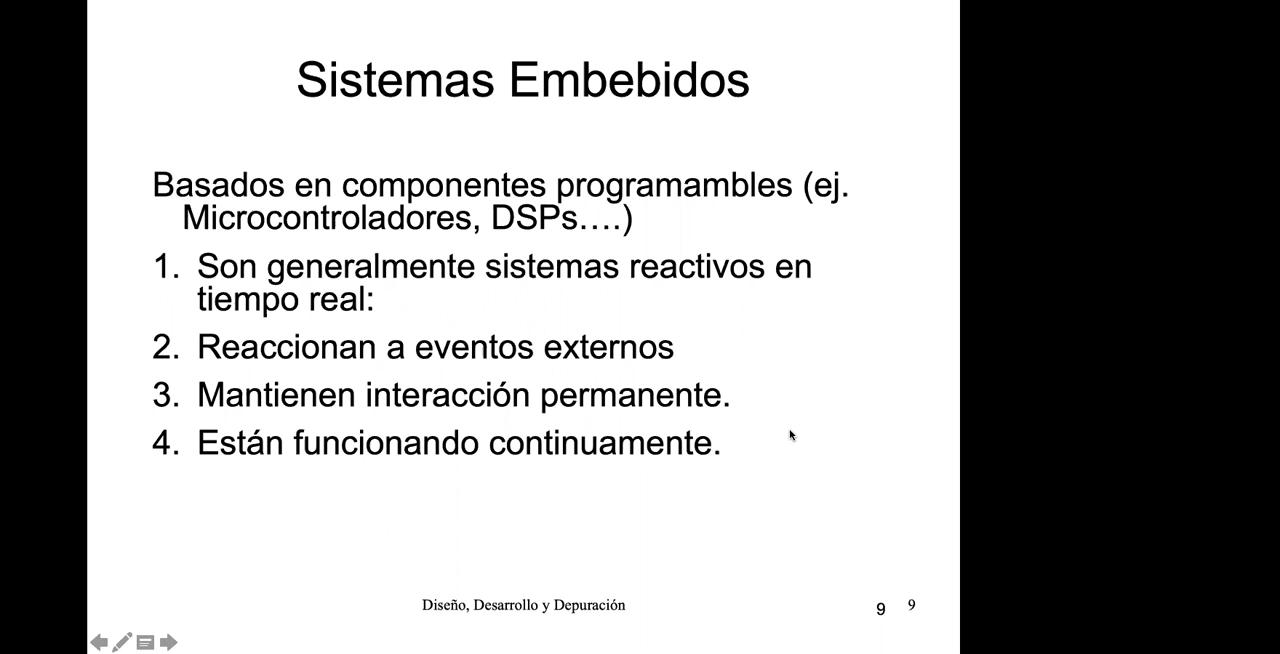 Sistemas Embebidos
Basados en componentes programambles (ej.
Microcontroladores, DSPs….)
1. Son generalmente sistemas reactivos en
tiempo real:
2. Reaccionan a eventos externos
3. Mantienen interacción permanente.
4. Están funcionando continuamente.
Diseño, Desarrollo y Depuración
9 9